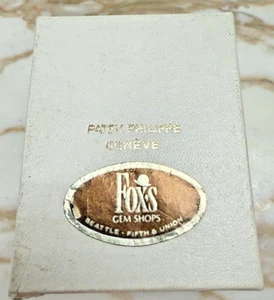 PATEK PHILIPPE
GENÈVE
FOX'S
GEM SHOPS
SEATTLE · FIFTH & UNION